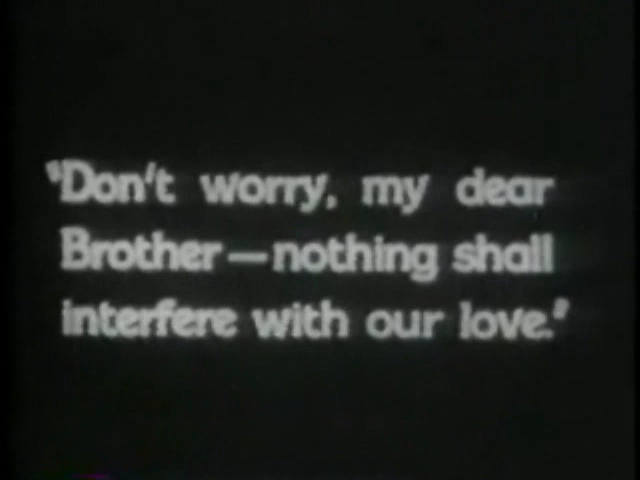 "Don't worry, my dear
Brother—nothing shall
interfere with our love."